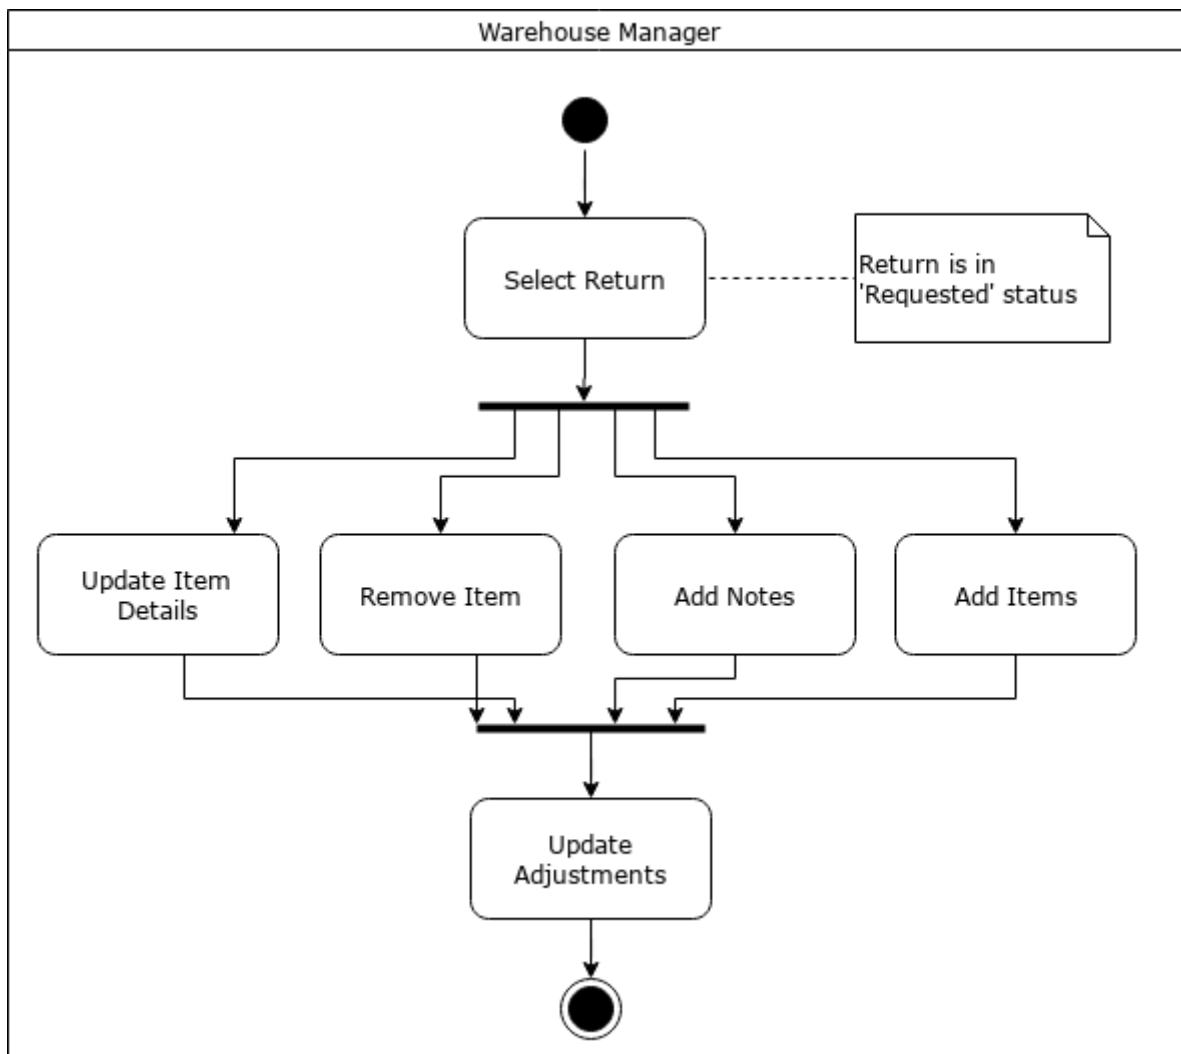 Warehouse Manager
Select Return
Return is in
'Requested' status
Update Item
Details
Remove Item
Add Notes
Add Items
Update
Adjustments